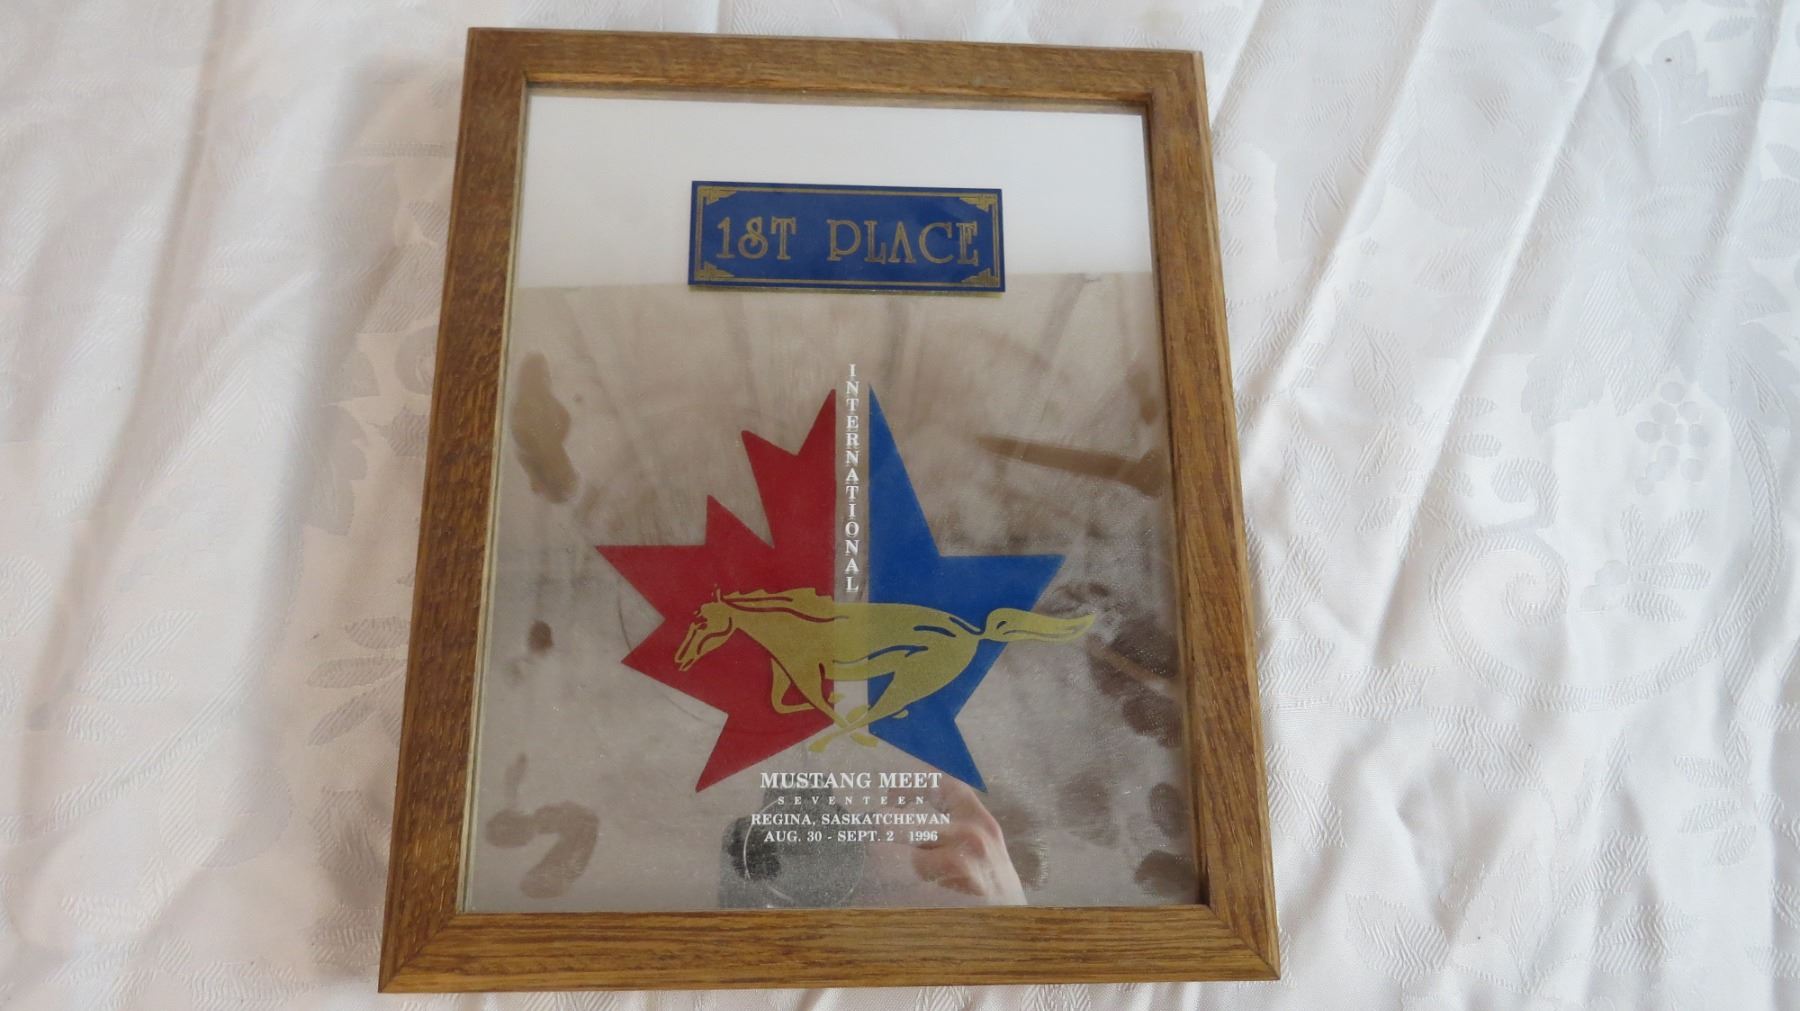 1ST PLACE
INTERNATIONAL
MUSTANG MEET
SEVENTEEN
REGINA, SASKATCHEWAN
AUG. 30 - SEPT. 2 1996